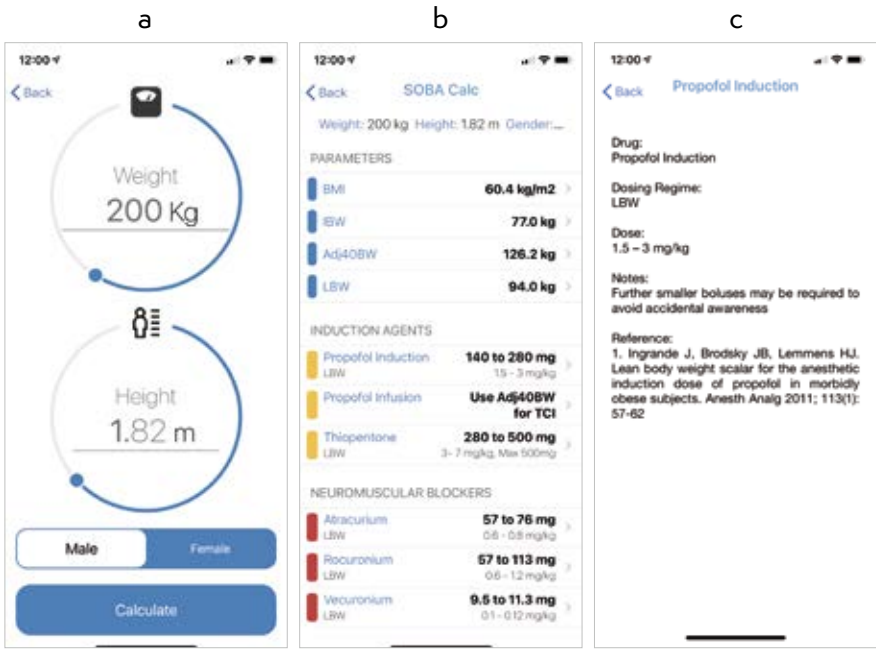 a
b
c
12:00
Back
Weight
200 Kg
Height
1.82 m
Male
Female
Calculate
12:00
Back
SOBA Calc
Weight: 200 kg Height: 1.82 m Gender:...
PARAMETERS
BMI 60.4 kg/m2
IBW 77.0 kg
Adj40BW 126.2 kg
LBW 94.0 kg
INDUCTION AGENTS
Propofol Induction 140 to 280 mg
LBW 1.5 - 3 mg/kg
Propofol Infusion Use Adj40BW
for TCI
Thiopentone 280 to 500 mg
LBW 3- 7 mg/kg, Max 500mg
NEUROMUSCULAR BLOCKERS
Atracurium 57 to 76 mg
LBW 0.6 - 0.8 mg/kg
Rocuronium 57 to 113 mg
LBW 0.6 - 1.2 mg/kg
Vecuronium 9.5 to 11.3 mg
LBW 0.1 - 0.12 mg/kg
12:00
Back
Propofol Induction
Drug:
Propofol Induction
Dosing Regime:
LBW
Dose:
1.5 – 3 mg/kg
Notes:
Further smaller boluses may be required to
avoid accidental awareness
Reference:
1. Ingrande J, Brodsky JB, Lemmens HJ.
Lean body weight scalar for the anesthetic
induction dose of propofol in morbidly
obese subjects. Anesth Analg 2011; 113(1):
57-62